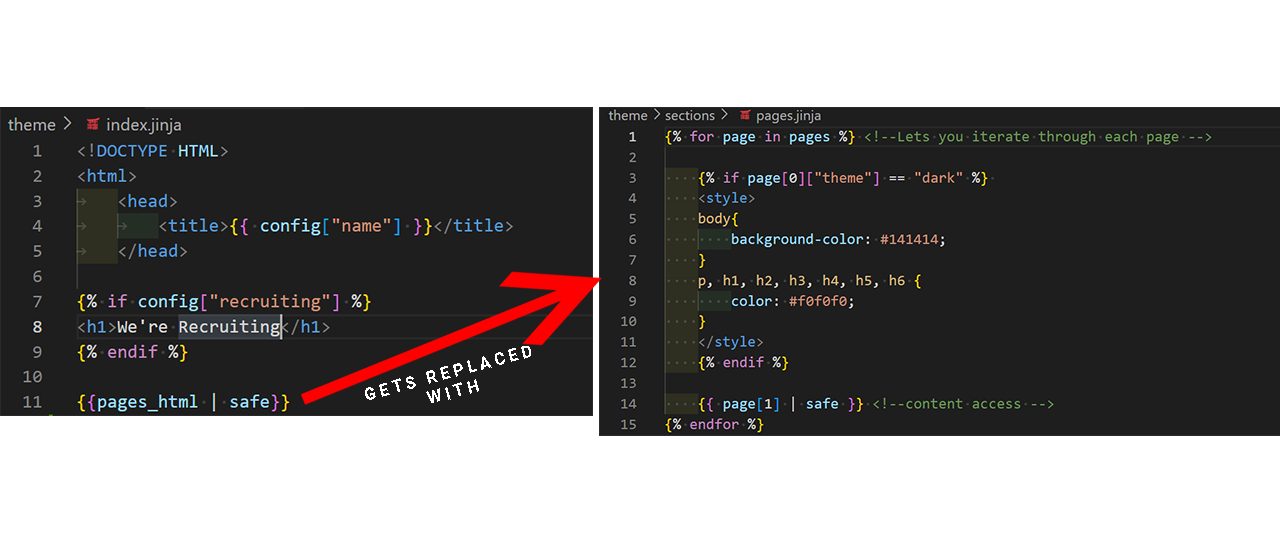 theme > index.jinja
1 <!DOCTYPE HTML>
2 <html>
3 <head>
4 <title>{{ config["name"] }}</title>
5 </head>
6
7 {% if config["recruiting"] %}
8 <h1>We're Recruiting</h1>
9 {% endif %}
10
11 {{pages_html | safe}}
GETS REPLACED
WITH
theme > sections > pages.jinja
1 {% for page in pages %} <!--Lets you iterate through each page -->
2
3 {% if page[0]["theme"] == "dark" %}
4 <style>
5 body{
6 background-color: #141414;
7 }
8 p, h1, h2, h3, h4, h5, h6 {
9 color: #f0f0f0;
10 }
11 </style>
12 {% endif %}
13
14 {{ page[1] | safe }} <!--content access -->
15 {% endfor %}